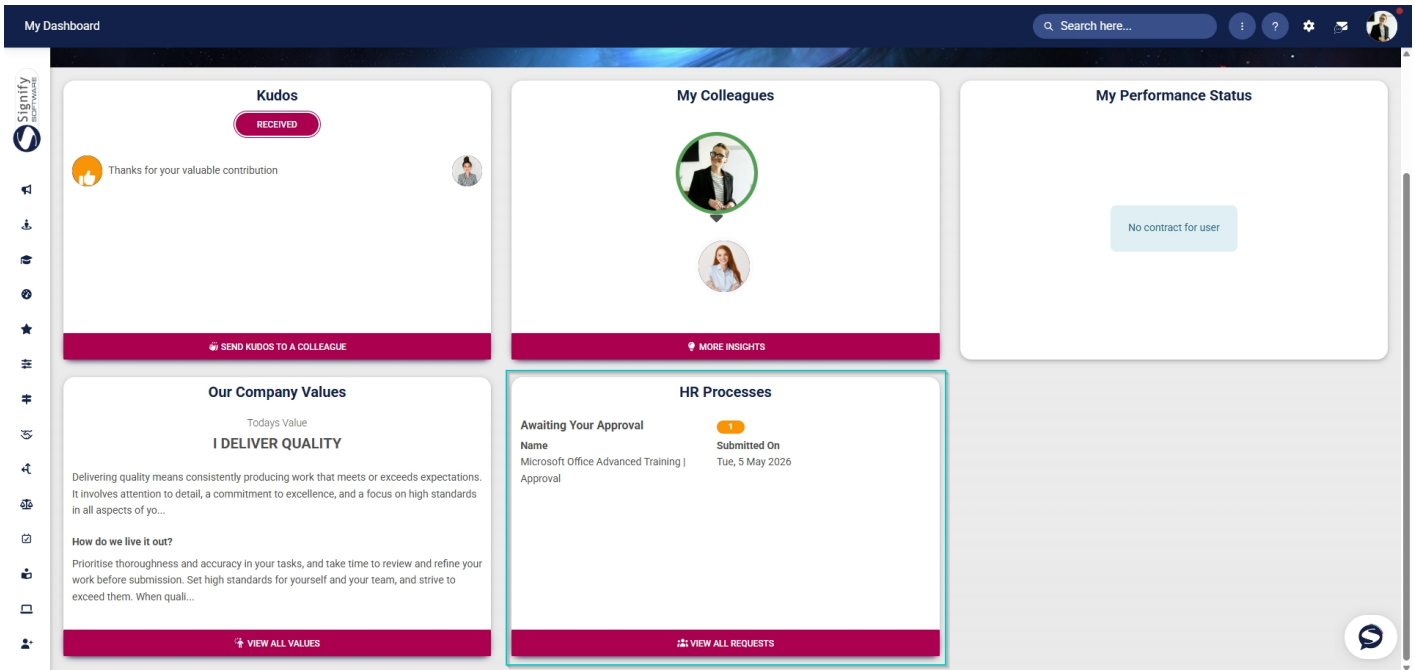 My Dashboard
Search here...
Signify
SOFTWARE
Kudos
RECEIVED
Thanks for your valuable contribution
SEND KUDOS TO A COLLEAGUE
My Colleagues
MORE INSIGHTS
My Performance Status
No contract for user
Our Company Values
Todays Value
I DELIVER QUALITY
Delivering quality means consistently producing work that meets or exceeds expectations.
It involves attention to detail, a commitment to excellence, and a focus on high standards
in all aspects of yo...
How do we live it out?
Prioritise thoroughness and accuracy in your tasks, and take time to review and refine your
work before submission. Set high standards for yourself and your team, and strive to
exceed them. When quali...
VIEW ALL VALUES
HR Processes
Awaiting Your Approval 1
Name Submitted On
Microsoft Office Advanced Training | Tue, 5 May 2026
Approval
VIEW ALL REQUESTS